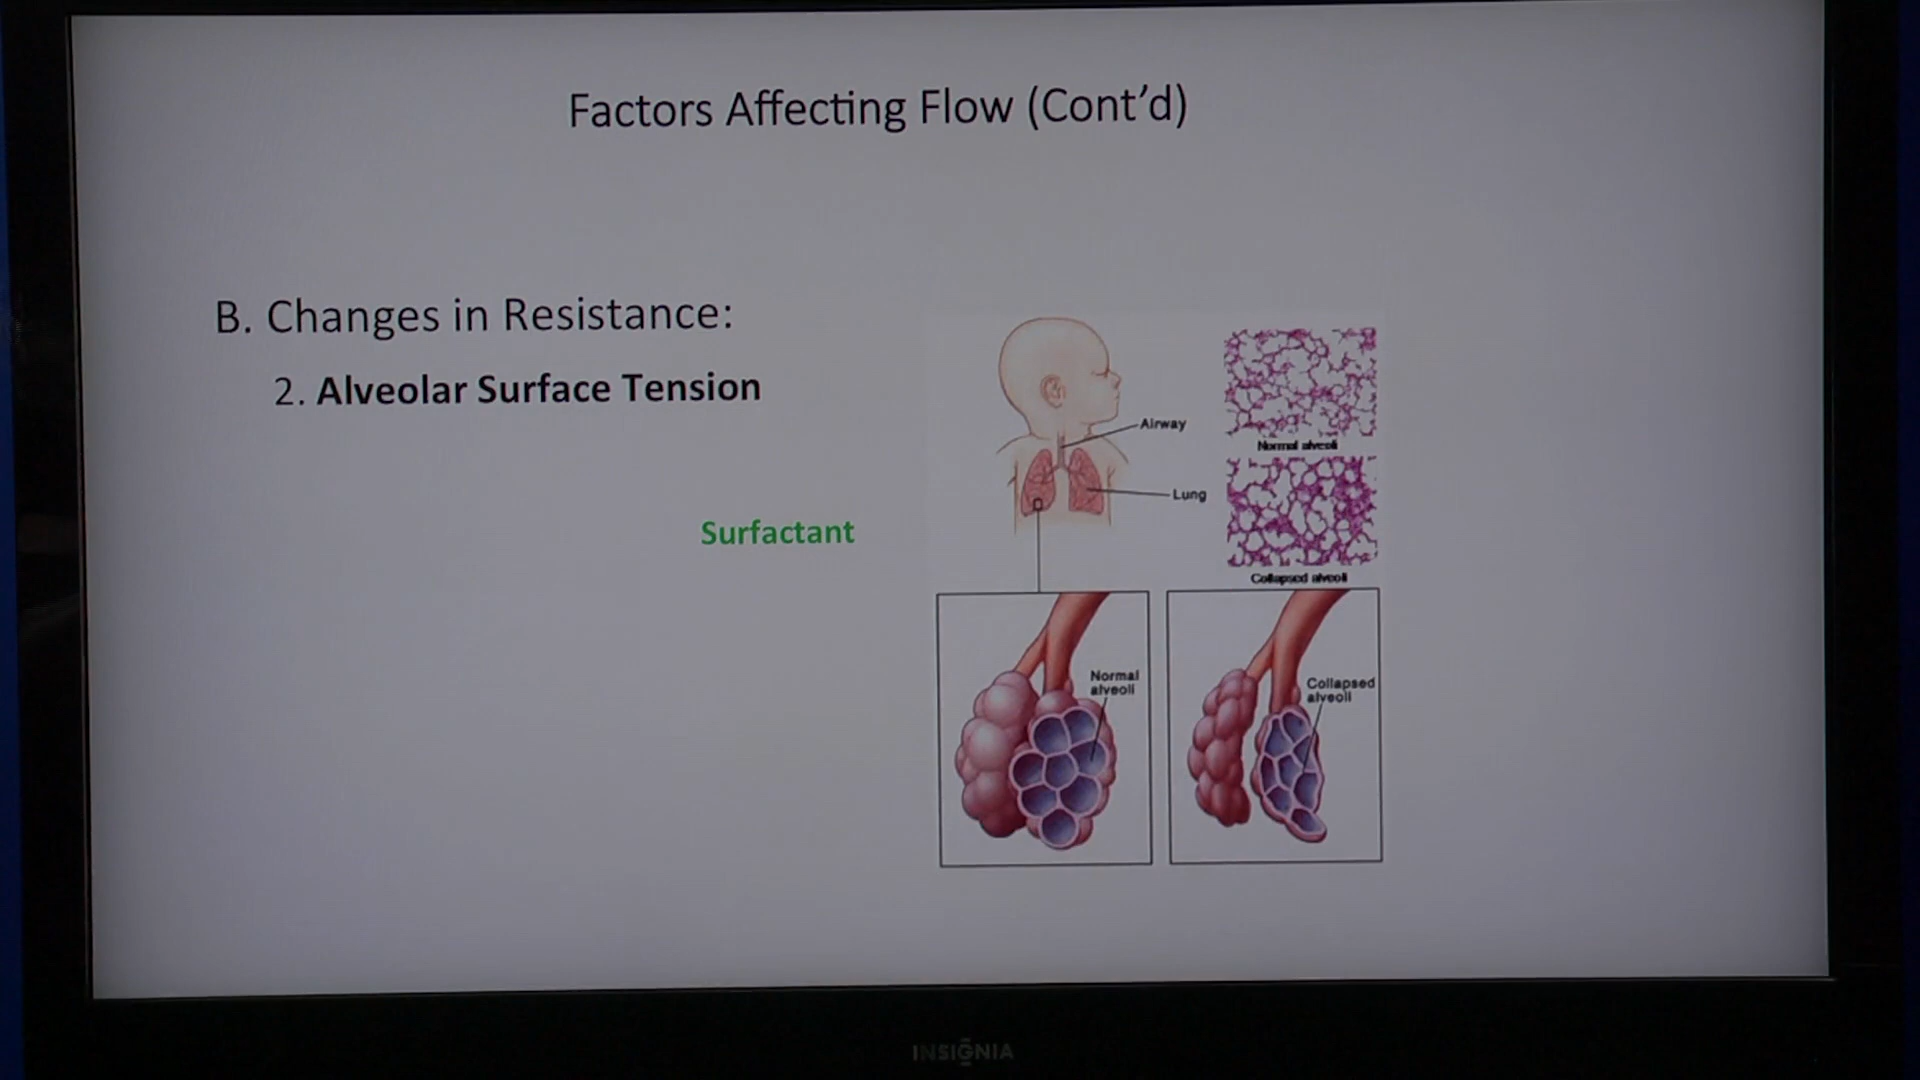 Factors Affecting Flow (Cont'd)
B. Changes in Resistance:
2. Alveolar Surface Tension
Surfactant
Airway
Lung
Normal alveoli
Collapsed alveoli
Normal
alveoli
Collapsed
alveoli
INSIGNIA